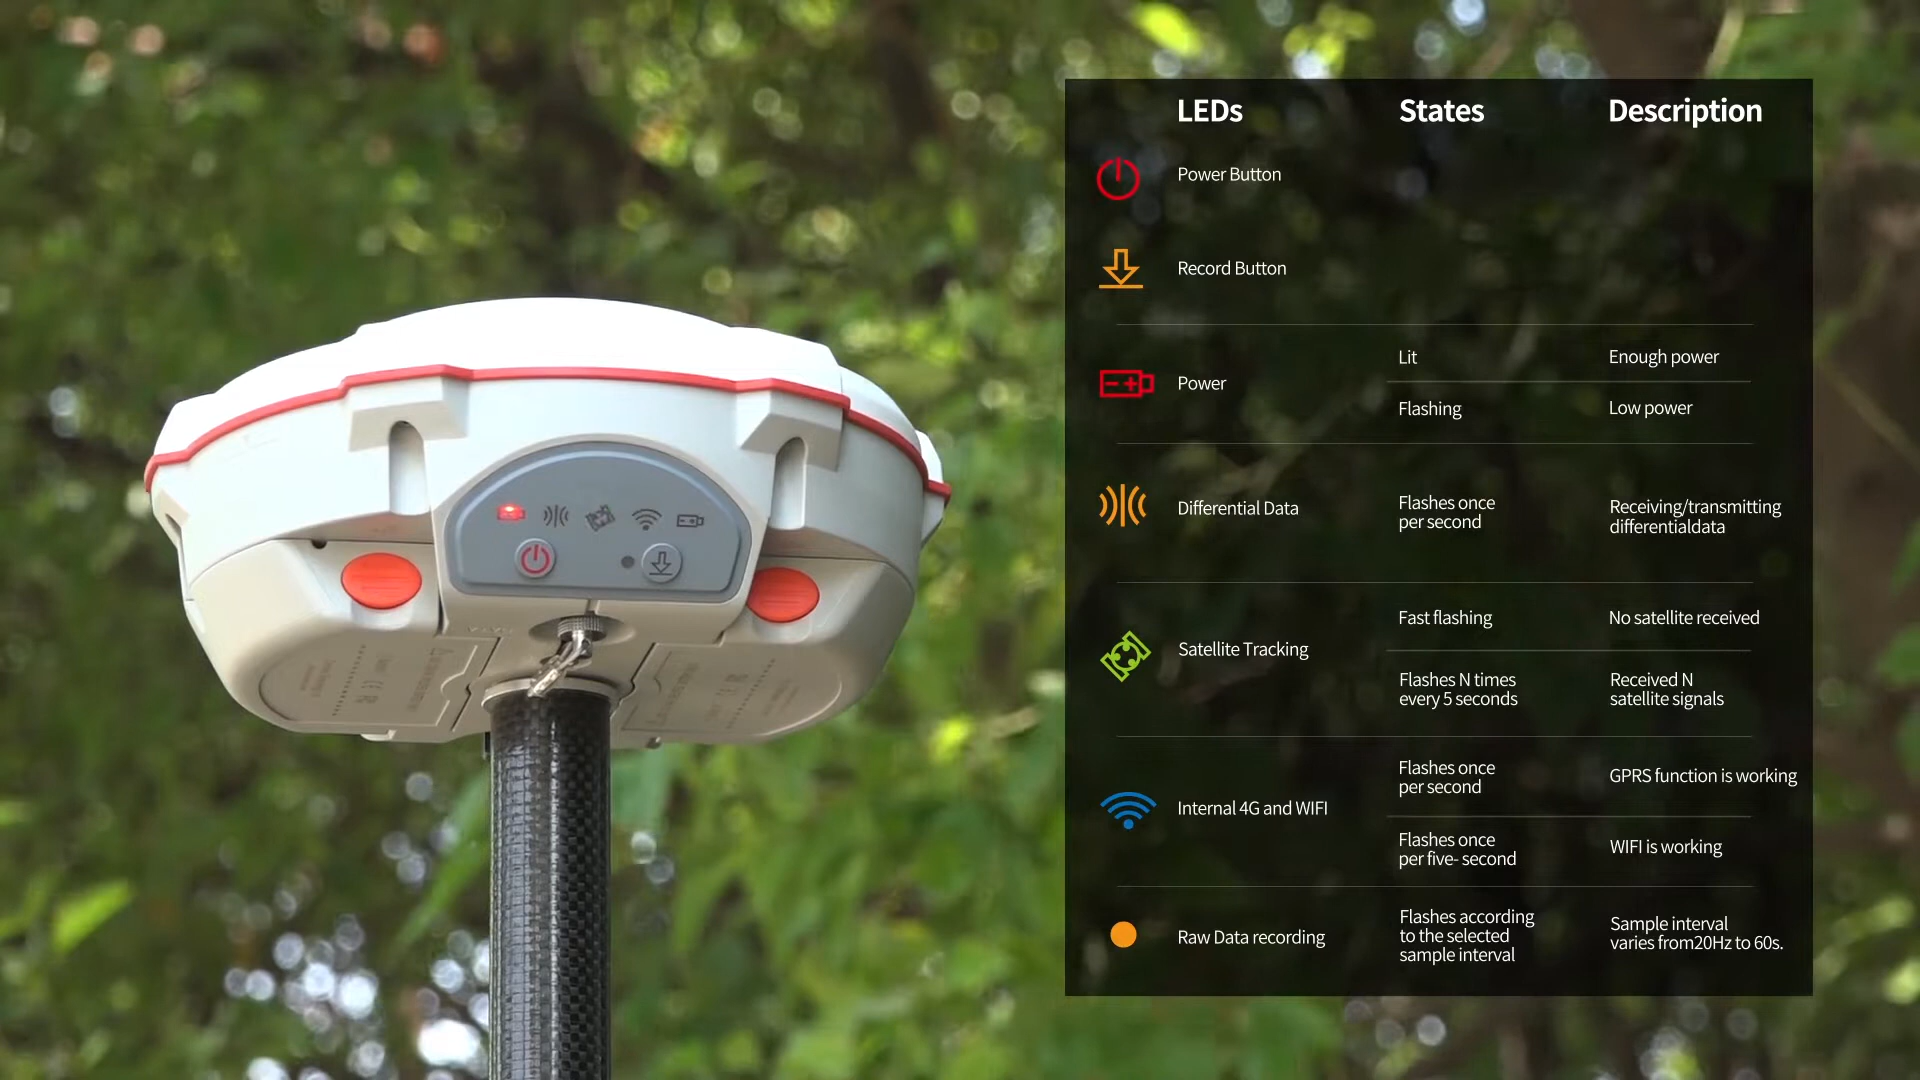 LEDs States Description
Power Button
Record Button
Power
Lit
Enough power
Flashing
Low power
Differential Data
Flashes once
per second
Receiving/transmitting
differentialdata
Satellite Tracking
Fast flashing
No satellite received
Flashes N times
every 5 seconds
Received N
satellite signals
Internal 4G and WIFI
Flashes once
per second
GPRS function is working
Flashes once
per five- second
WIFI is working
Raw Data recording
Flashes according
to the selected
sample interval
Sample interval
varies from20Hz to 60s.